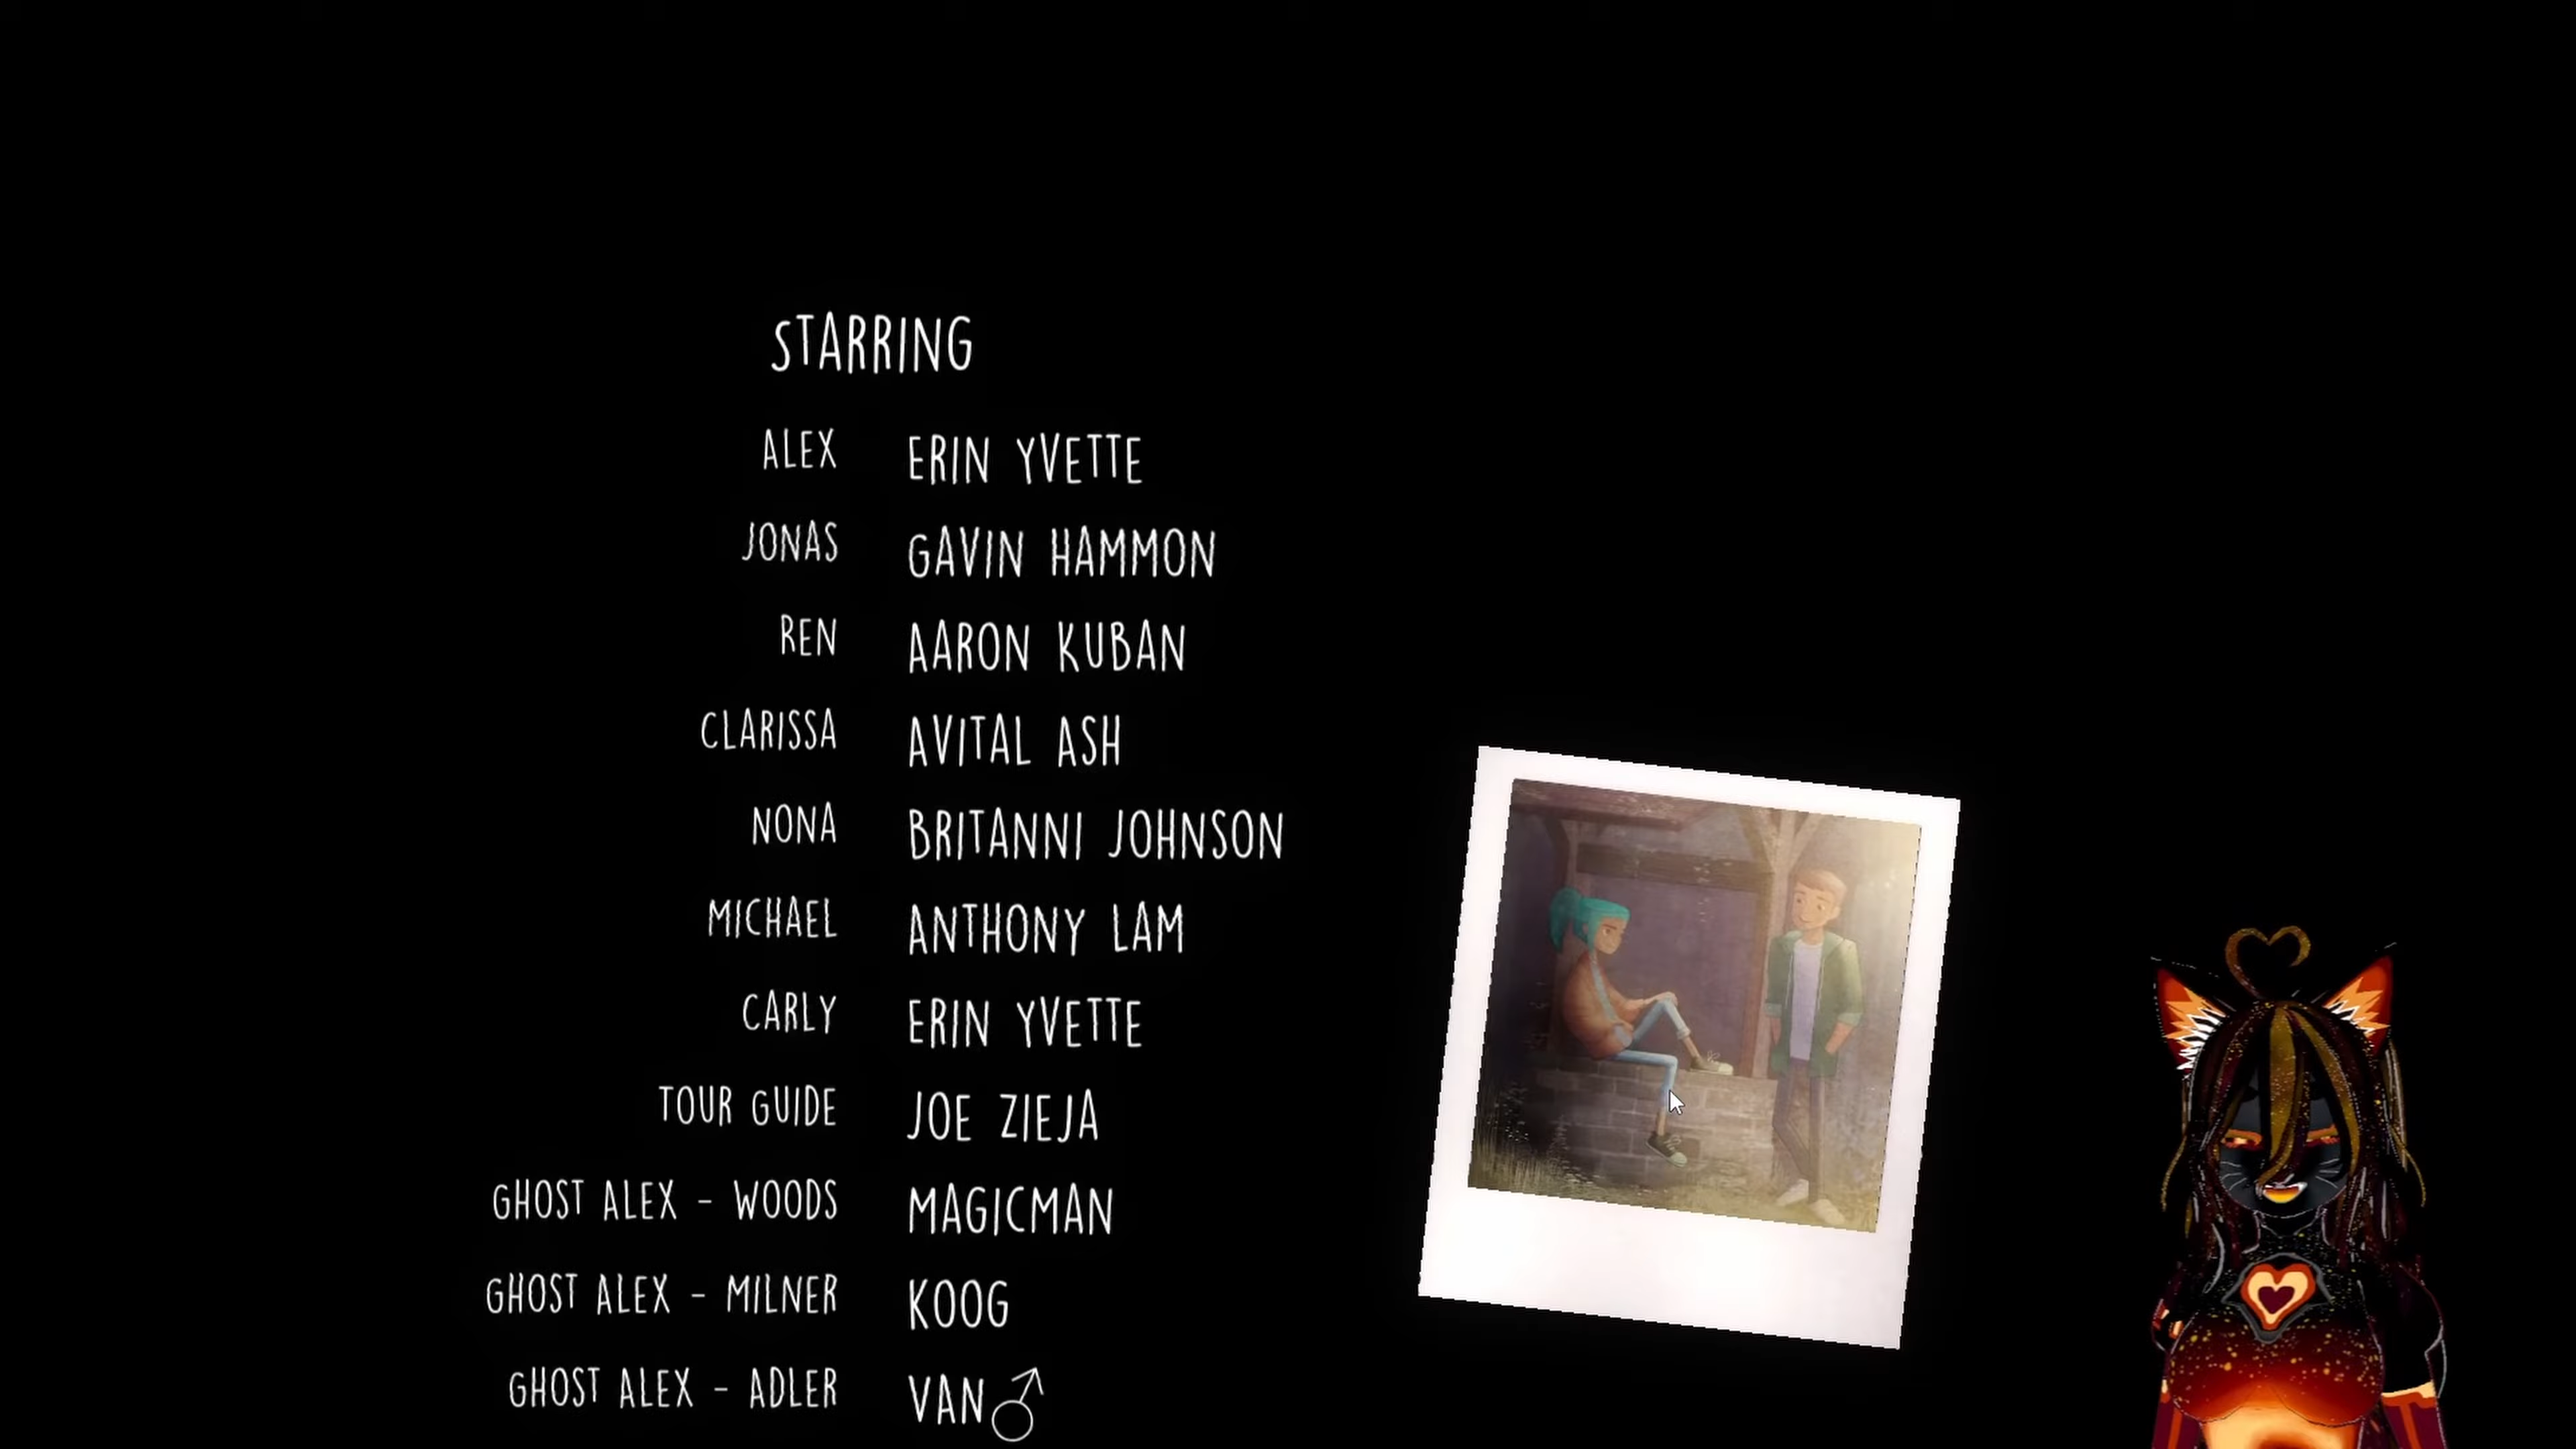 STARRING
ALEX ERIN YVETTE
JONAS GAVIN HAMMON
REN AARON KUBAN
CLARISSA AVITAL ASH
NONA BRITANNI JOHNSON
MICHAEL ANTHONY LAM
CARLY ERIN YVETTE
TOUR GUIDE JOE ZIEJA
GHOST ALEX - WOODS MAGICMAN
GHOST ALEX - MILNER KOOG
GHOST ALEX - ADLER VAN♂